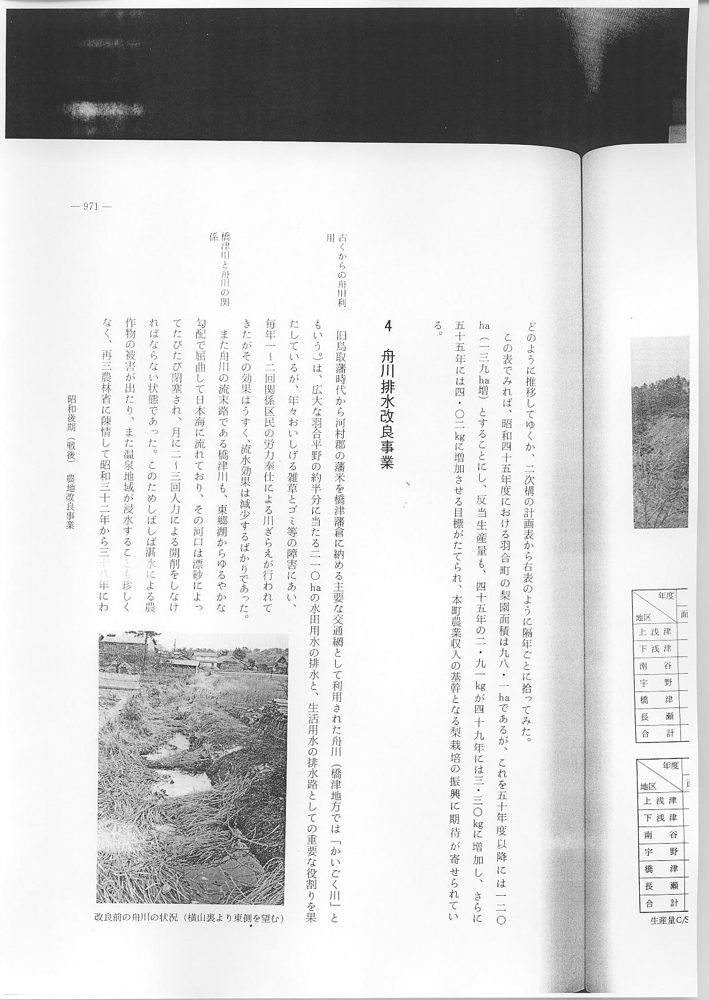 年度
地区
面
上浅津
下浅津
南谷
宇野
橋津
長瀬
合計
年度
地区
上浅津
下浅津
南谷
宇野
橋津
長瀬
合計
生産量C/S
どのように推移してゆくか、二次構の計画表から右表のように隔年ごとに拾ってみた。
この表でみれば、昭和四十五年度における羽合町の梨園面積は九八・一haであるが、これを五十年度以降には一二〇
ha（一三九ha増）とすることにし、反当生産量も、四十五年の二・九一kgが四十九年には三・三〇kgに増加し、さらに
五十五年には四・〇二kgに増加させる目標がたてられ、本町農業収入の基幹となる梨栽培の振興に期待が寄せられてい
る。
4 舟川排水改良事業
古くからの舟川利
用
旧鳥取藩時代から河村郡の藩米を橋津藩倉に納める主要な交通網として利用された舟川（橋津地方では「かいごく川」と
もいう。）は、広大な羽合平野の約半分に当たる二一〇haの水田用水の排水と、生活用水の排水路としての重要な役割りを果
たしているが、年々おいしげる雑草とゴミ等の障害にあい、
毎年一～二回関係区民の労力奉仕による川ざらえが行われて
きたがその効果はうすく、流水効果は減少するばかりであった。
橋津川と舟川の関
係
また舟川の流末路である橋津川も、東郷湖からゆるやかな
勾配で屈曲して日本海に流れており、その河口は漂砂によっ
てたびたび閉塞され、月に二～三回人力による開削をしなけ
ればならない状態であった。このためしばしば湛水による農
作物の被害が出たり、また温泉地域が浸水することも珍しく
なく、再三農林省に陳情して昭和三十二年から三十八年にわ
改良前の舟川の状況（横山裏より東側を望む）
昭和後期（戦後） 農地改良事業
— 971 —